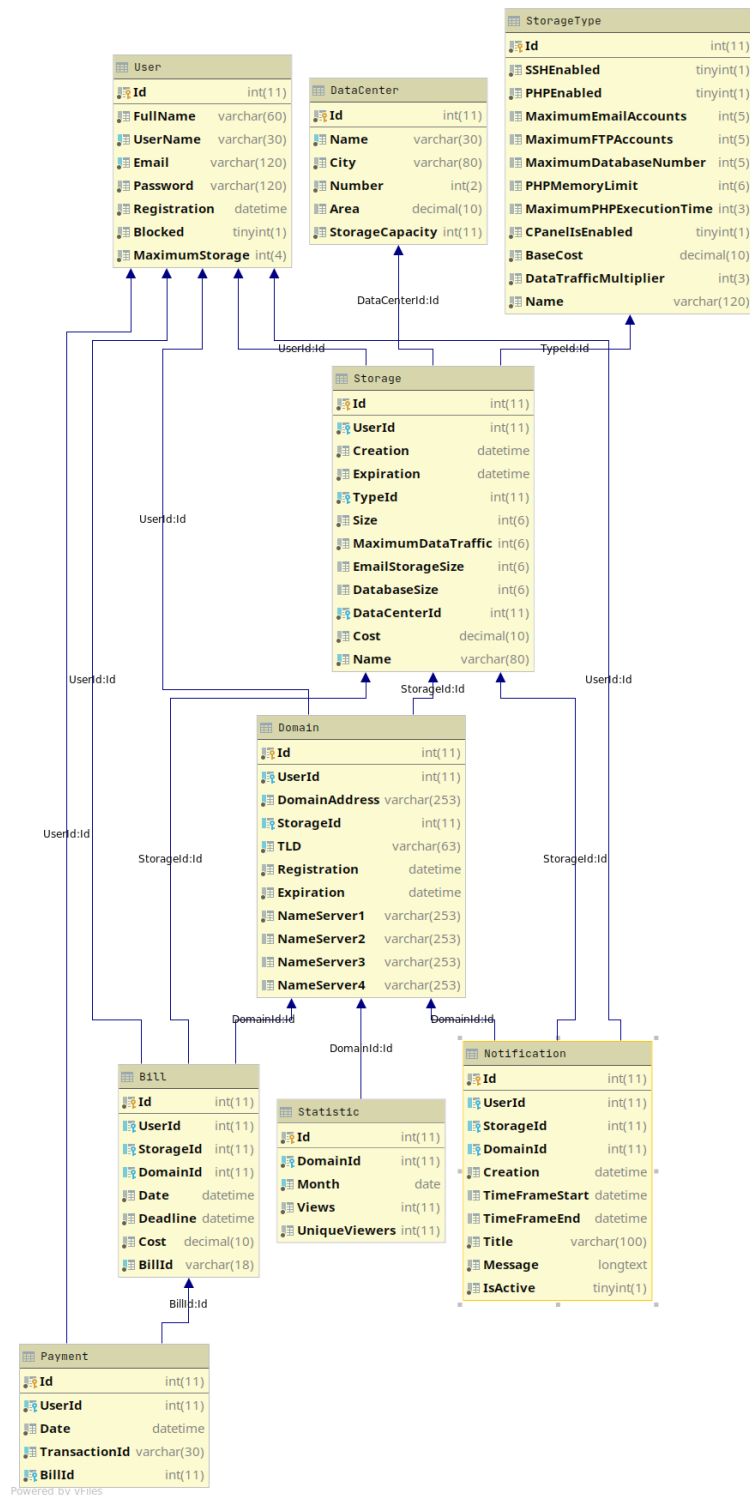 StorageType
Id int(11)
SSHEnabled tinyint(1)
PHPEnabled tinyint(1)
MaximumEmailAccounts int(5)
MaximumFTPAccounts int(5)
MaximumDatabaseNumber int(5)
PHPMemoryLimit int(6)
MaximumPHPExecutionTime int(3)
CPanelIsEnabled tinyint(1)
BaseCost decimal(10)
DataTrafficMultiplier int(3)
Name varchar(120)
User
Id int(11)
FullName varchar(60)
UserName varchar(30)
Email varchar(120)
Password varchar(120)
Registration datetime
Blocked tinyint(1)
MaximumStorage int(4)
DataCenter
Id int(11)
Name varchar(30)
City varchar(80)
Number int(2)
Area decimal(10)
StorageCapacity int(11)
DataCenterId:Id
UserId:Id
TypeId:Id
Storage
Id int(11)
UserId int(11)
Creation datetime
Expiration datetime
TypeId int(11)
Size int(6)
MaximumDataTraffic int(6)
EmailStorageSize int(6)
DatabaseSize int(6)
DataCenterId int(11)
Cost decimal(10)
Name varchar(80)
UserId:Id
UserId:Id
StorageId:Id
UserId:Id
Domain
Id int(11)
UserId int(11)
DomainAddress varchar(253)
StorageId int(11)
TLD varchar(63)
Registration datetime
Expiration datetime
NameServer1 varchar(253)
NameServer2 varchar(253)
NameServer3 varchar(253)
NameServer4 varchar(253)
UserId:Id
StorageId:Id
StorageId:Id
DomainId:Id
DomainId:Id
DomainId:Id
Bill
Id int(11)
UserId int(11)
StorageId int(11)
DomainId int(11)
Date datetime
Deadline datetime
Cost decimal(10)
BillId varchar(18)
Statistic
Id int(11)
DomainId int(11)
Month date
Views int(11)
UniqueViewers int(11)
Notification
Id int(11)
UserId int(11)
StorageId int(11)
DomainId int(11)
Creation datetime
TimeFrameStart datetime
TimeFrameEnd datetime
Title varchar(100)
Message longtext
IsActive tinyint(1)
BillId:Id
Payment
Id int(11)
UserId int(11)
Date datetime
TransactionId varchar(30)
BillId int(11)
Powered by yFiles